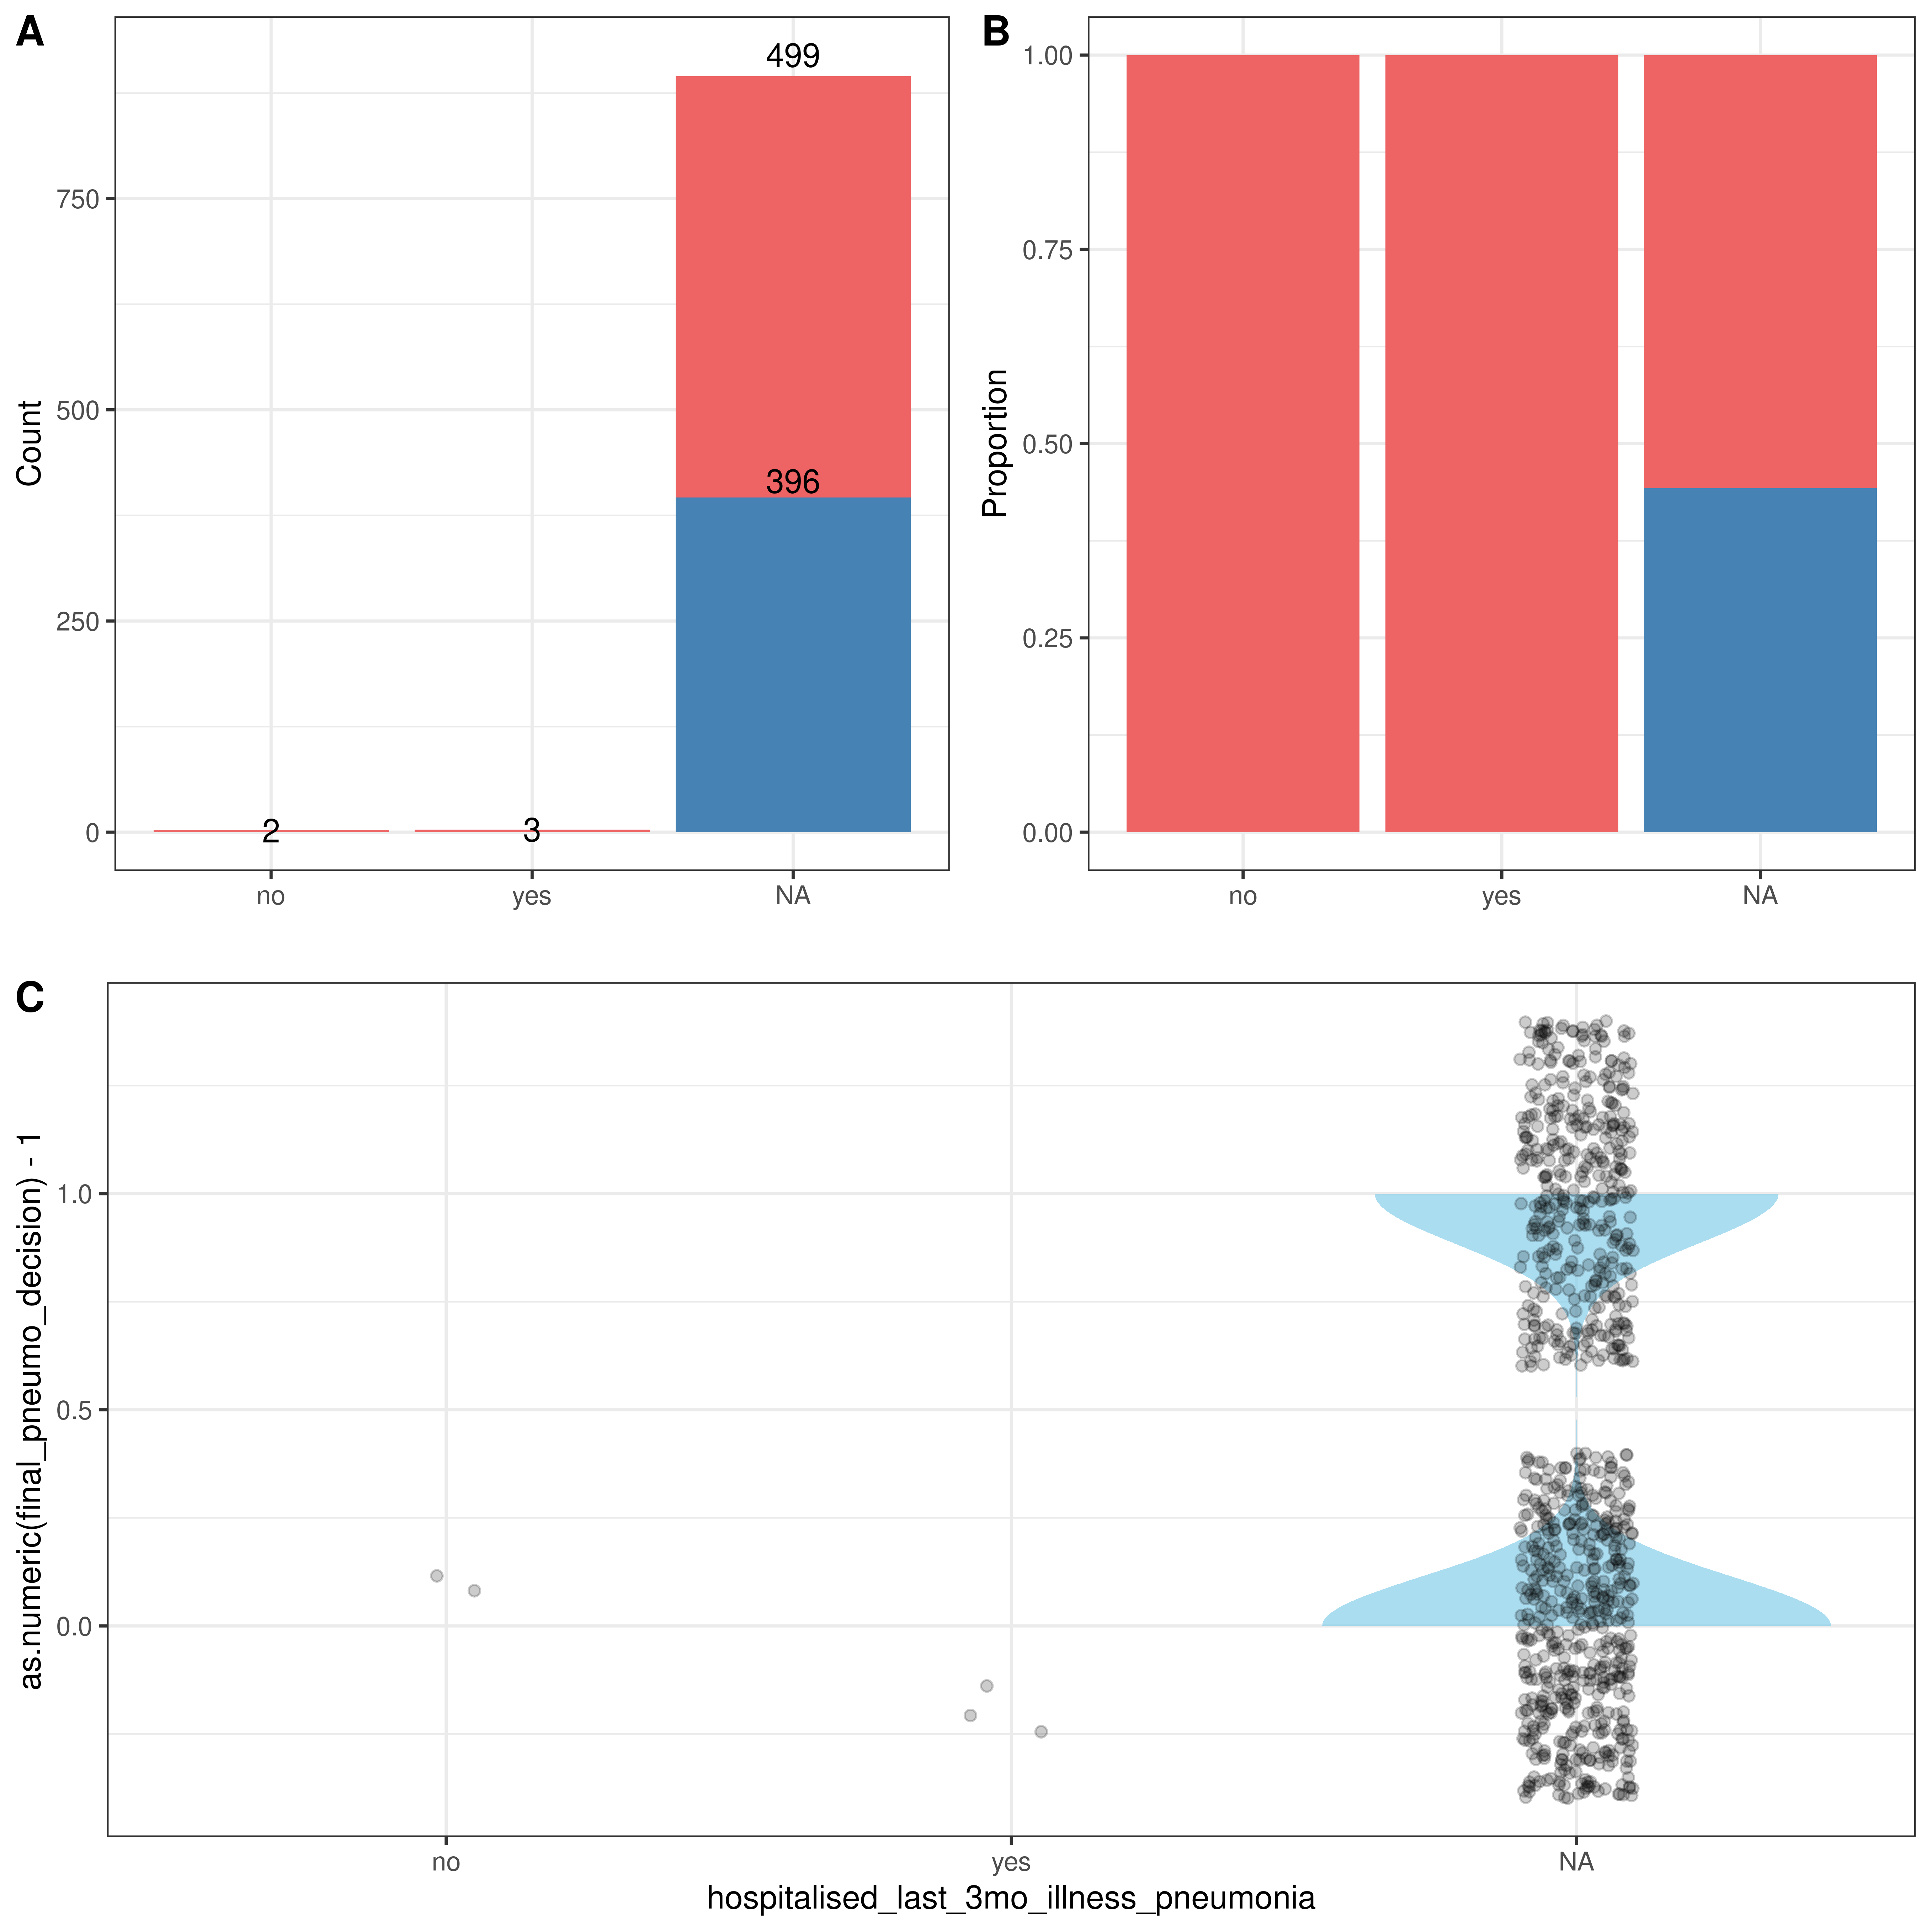 A
Count
750
500
250
0
499
396
2
3
no yes NA
B
Proportion
1.00
0.75
0.50
0.25
0.00
no yes NA
C
as.numeric(final_pneumo_decision) - 1
1.0
0.5
0.0
no yes NA
hospitalised_last_3mo_illness_pneumonia